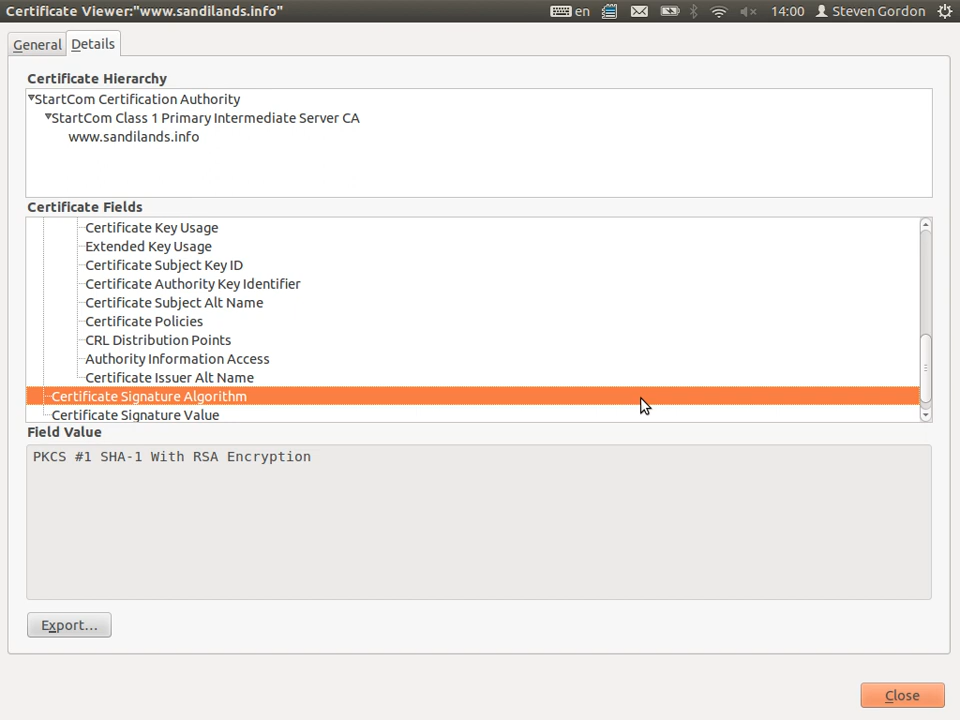 Certificate Viewer:"www.sandilands.info"
en
14:00
Steven Gordon
General
Details
Certificate Hierarchy
StartCom Certification Authority
StartCom Class 1 Primary Intermediate Server CA
www.sandilands.info
Certificate Fields
Certificate Key Usage
Extended Key Usage
Certificate Subject Key ID
Certificate Authority Key Identifier
Certificate Subject Alt Name
Certificate Policies
CRL Distribution Points
Authority Information Access
Certificate Issuer Alt Name
Certificate Signature Algorithm
Certificate Signature Value
Field Value
PKCS #1 SHA-1 With RSA Encryption
Export...
Close